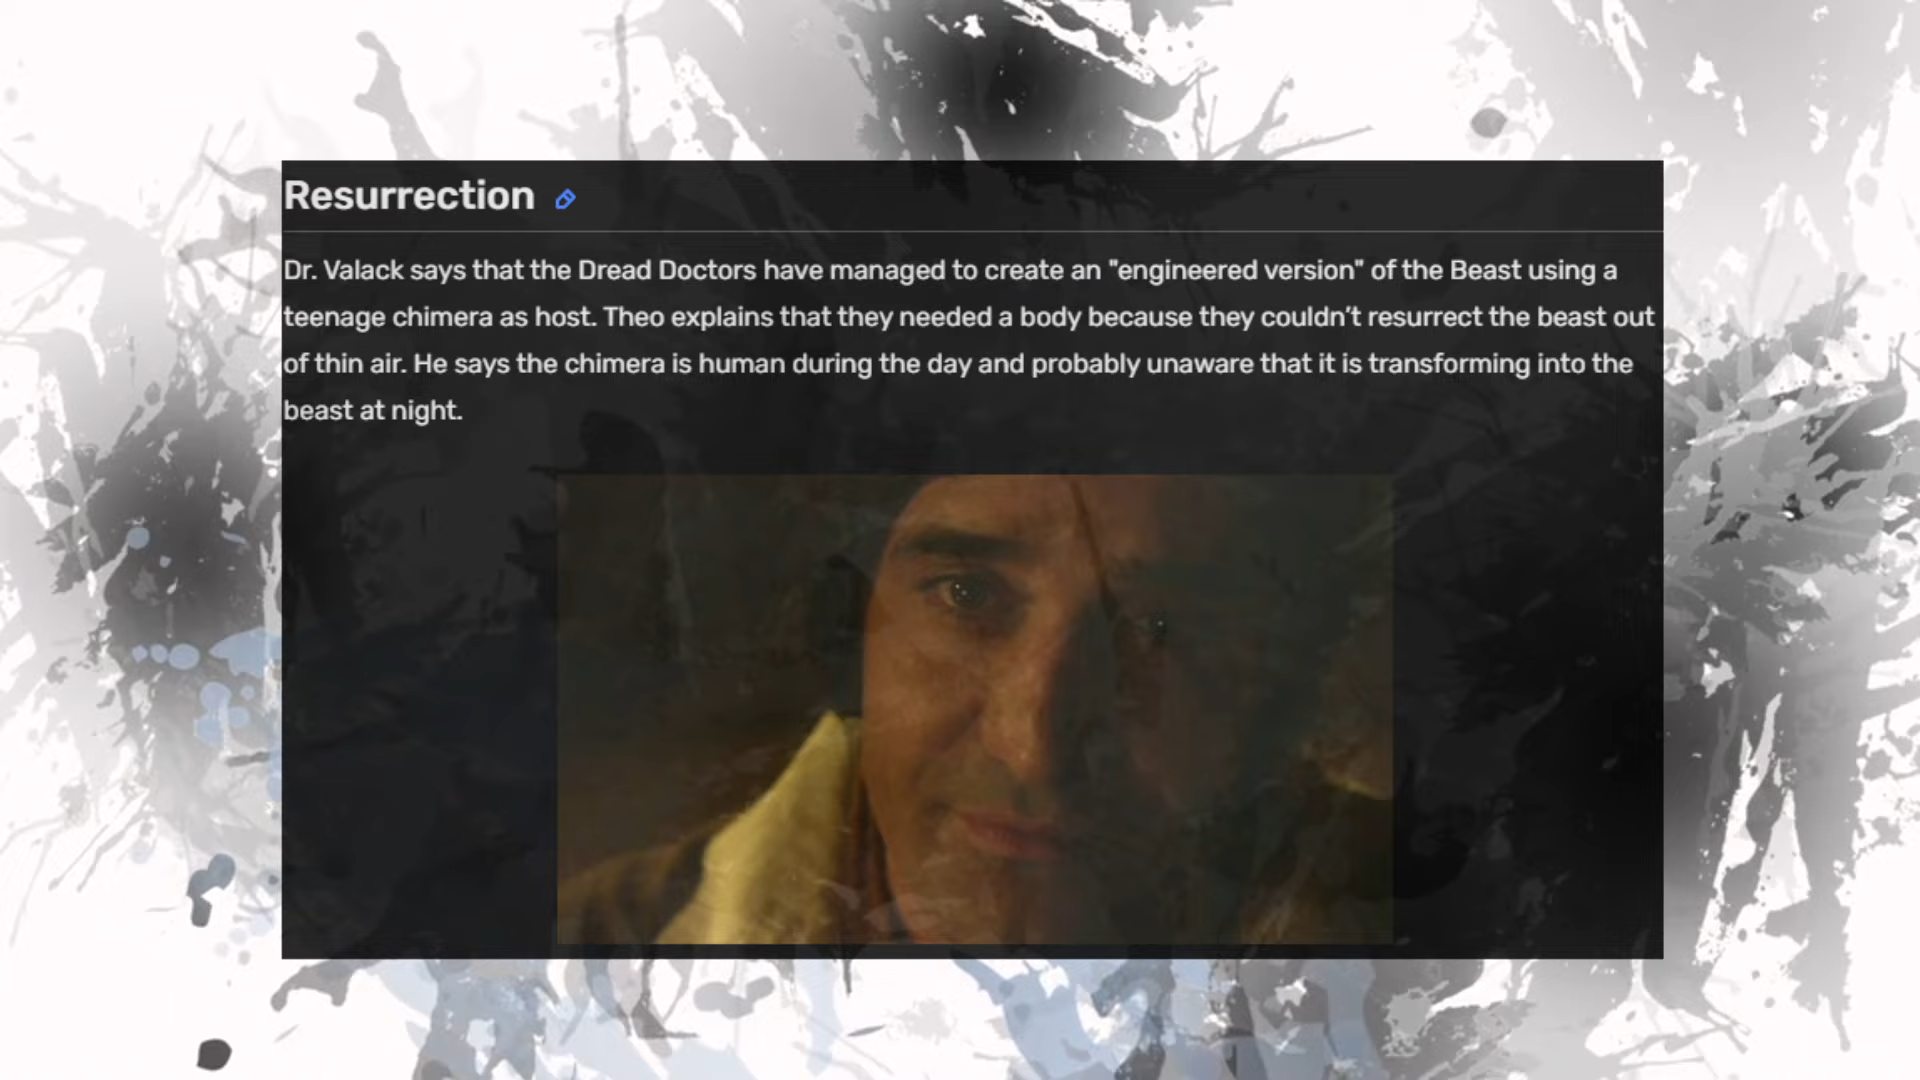 Resurrection
Dr. Valack says that the Dread Doctors have managed to create an "engineered version" of the Beast using a
teenage chimera as host. Theo explains that they needed a body because they couldn’t resurrect the beast out
of thin air. He says the chimera is human during the day and probably unaware that it is transforming into the
beast at night.